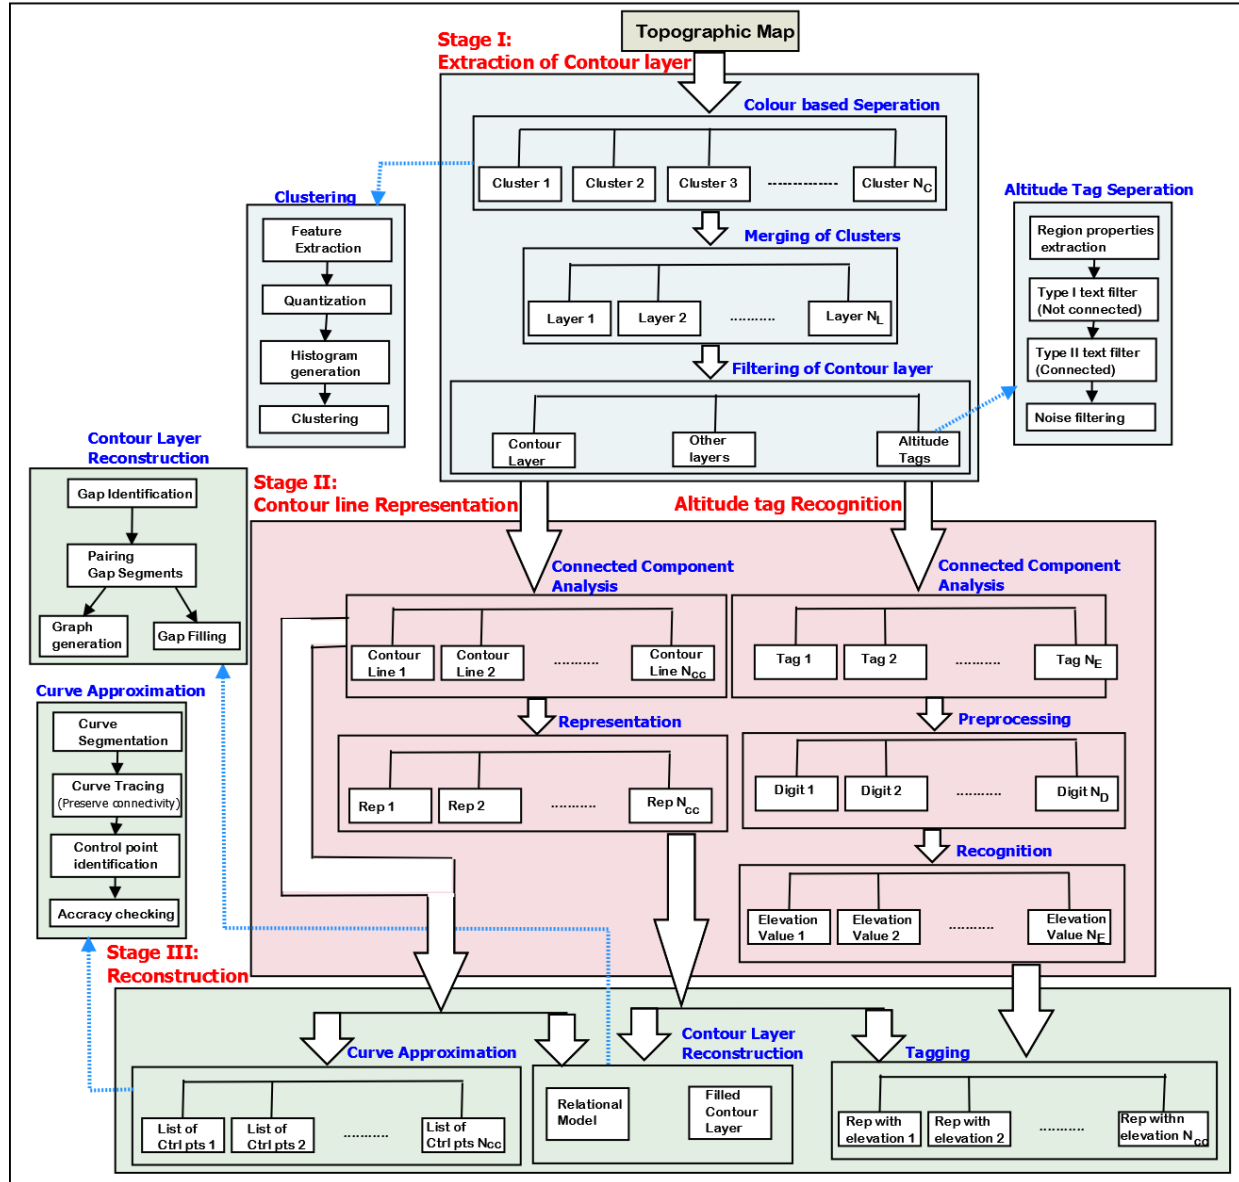 Topographic Map
Stage I:
Extraction of Contour layer
Colour based Seperation
Cluster 1
Cluster 2
Cluster 3
..............
Cluster NC
Merging of Clusters
Layer 1
Layer 2
...........
Layer NL
Filtering of Contour layer
Contour
Layer
Other
layers
Altitude
Tags
Clustering
Feature
Extraction
Quantization
Histogram
generation
Clustering
Altitude Tag Seperation
Region properties
extraction
Type I text filter
(Not connected)
Type II text filter
(Connected)
Noise filtering
Contour Layer
Reconstruction
Gap Identification
Pairing
Gap Segments
Graph
generation
Gap Filling
Stage II:
Contour line Representation
Altitude tag Recognition
Connected Component
Analysis
Contour
Line 1
Contour
Line 2
...........
Contour
Line Ncc
Representation
Rep 1
Rep 2
...........
Rep Ncc
Connected Component
Analysis
Tag 1
Tag 2
...........
Tag NE
Preprocessing
Digit 1
Digit 2
...........
Digit ND
Recognition
Elevation
Value 1
Elevation
Value 2
...........
Elevation
Value NE
Curve Approximation
Curve
Segmentation
Curve Tracing
(Preserve connectivity)
Control point
identification
Accracy checking
Stage III:
Reconstruction
Curve Approximation
List of
Ctrl pts 1
List of
Ctrl pts 2
...........
List of
Ctrl pts Ncc
Contour Layer
Reconstruction
Relational
Model
Filled
Contour
Layer
Tagging
Rep with
elevation 1
Rep with
elevation 2
...........
Rep withn
elevation Ncc